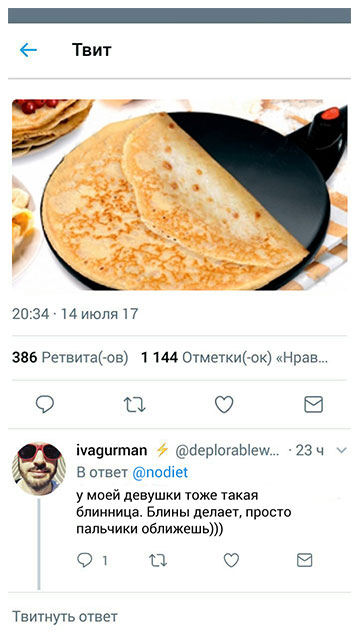 Твит
20:34 · 14 июля 17
386 Ретвита(-ов) 1 144 Отметки(-ок) «Нрав...
ivagurman ⚡ @deplorablew... · 23 ч
В ответ @nodiet
у моей девушки тоже такая
блинница. Блины делает, просто
пальчики оближешь)))
1
Твитнуть ответ